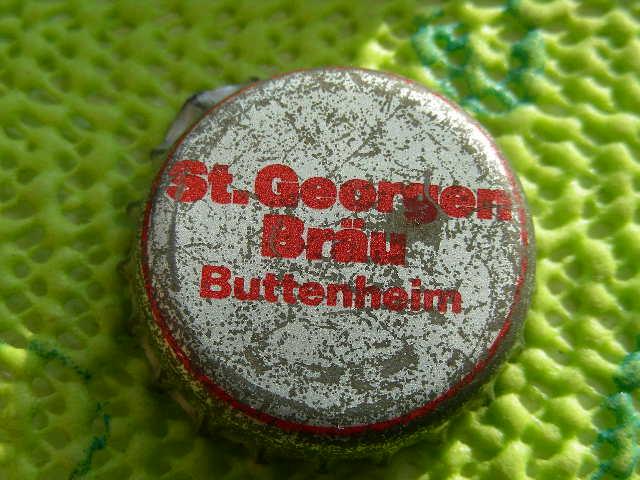 St. Georgen
Bräu
Buttenheim